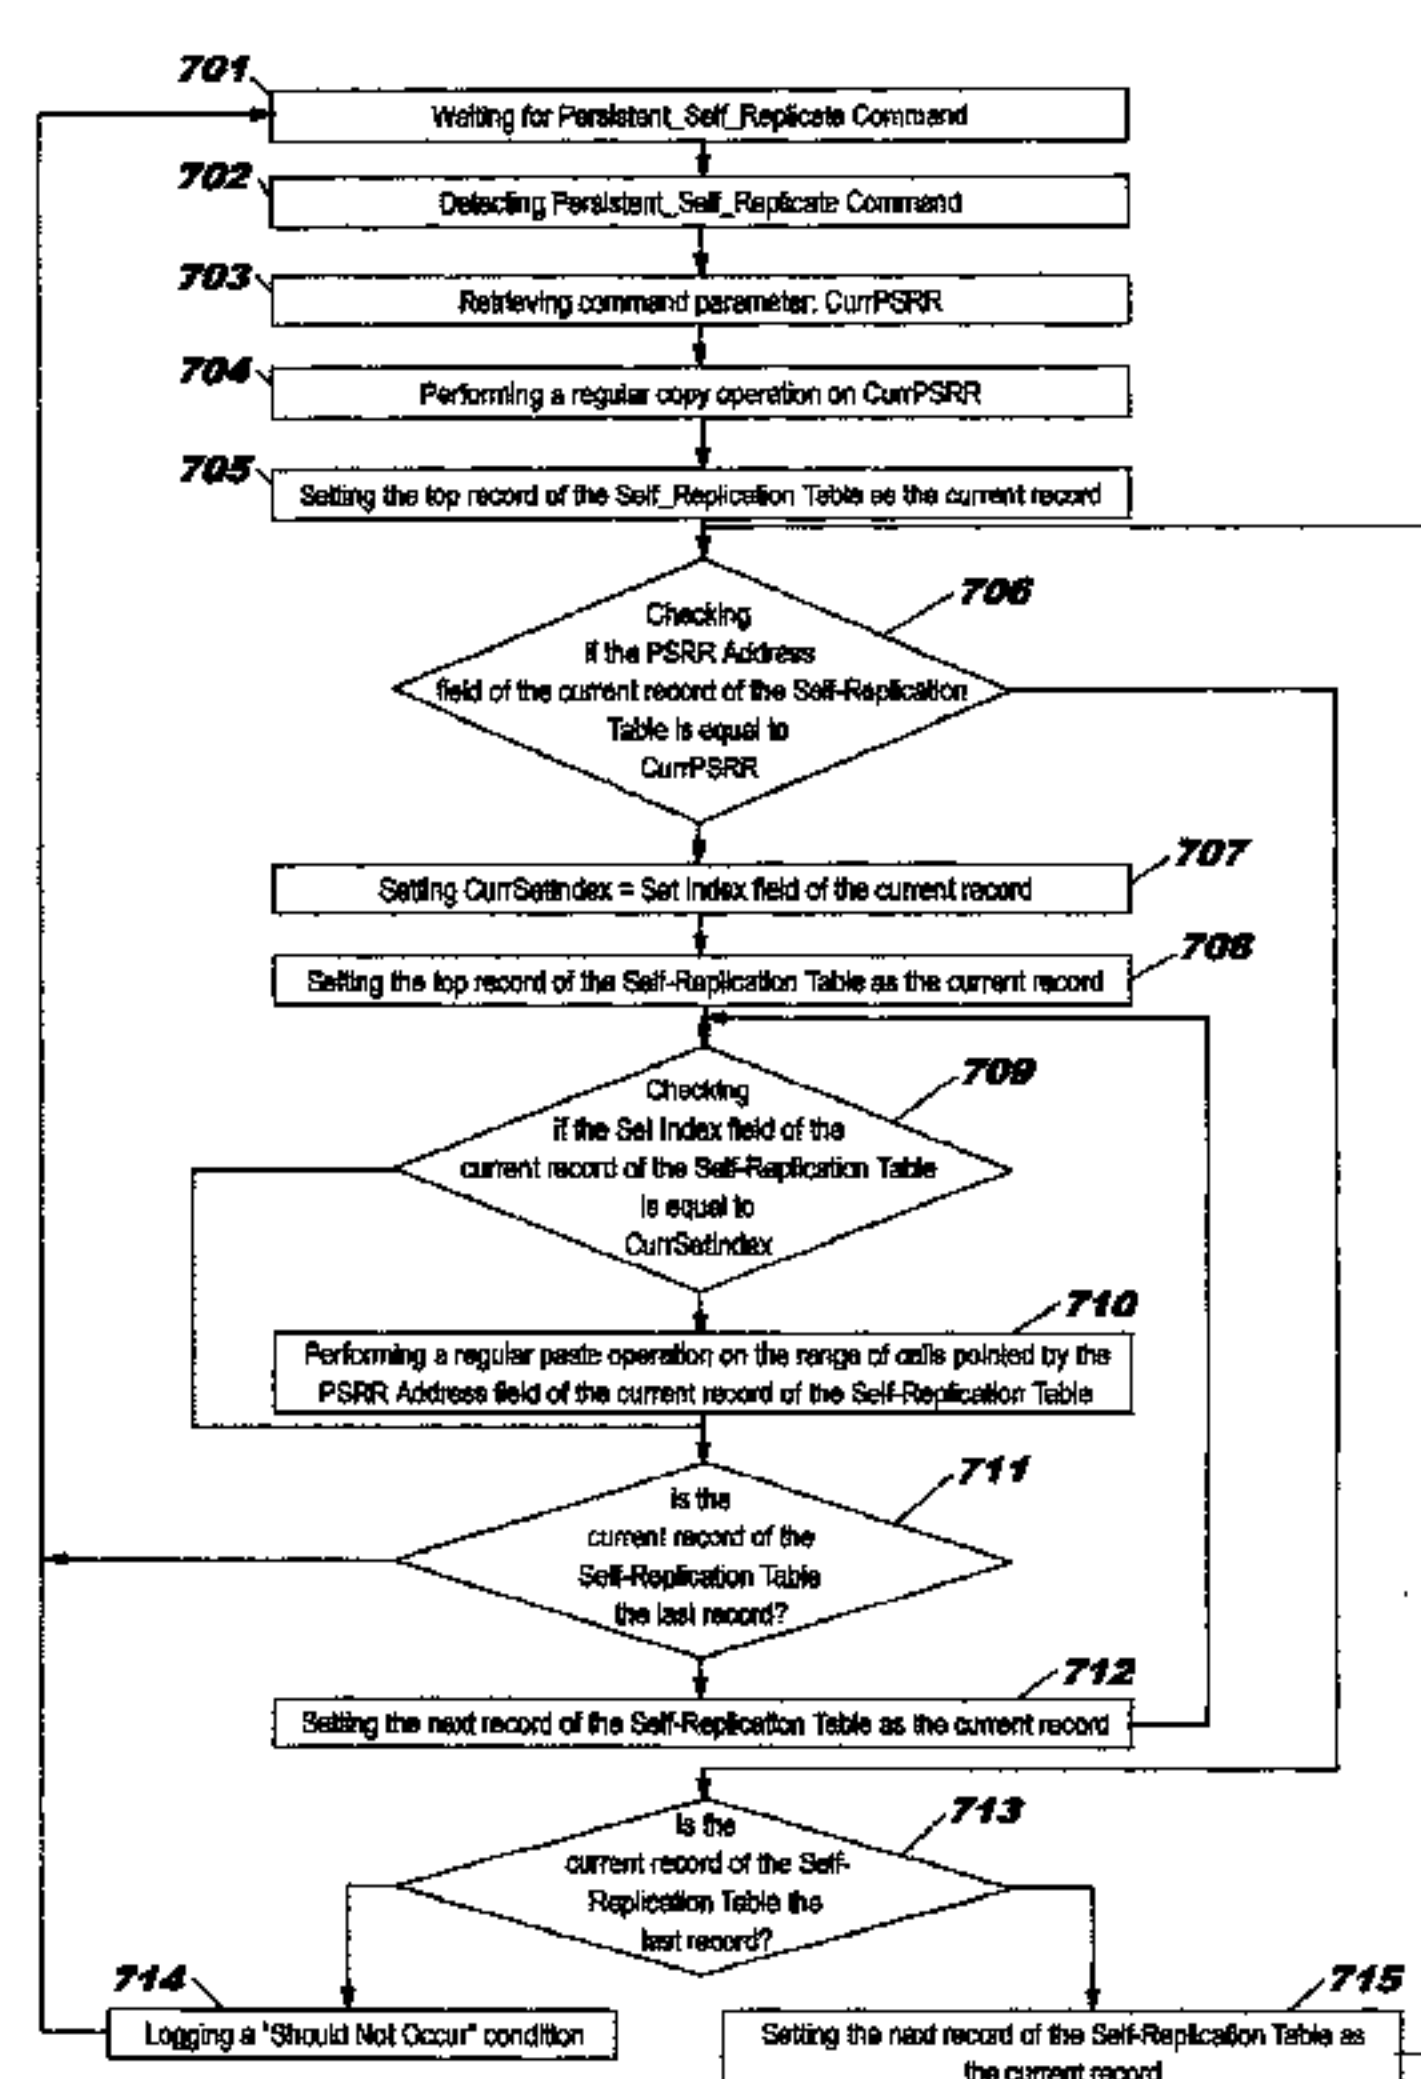 701
Waiting for Persistent_Self_Replicate Command
702
Detecting Persistent_Self_Replicate Command
703
Retrieving command parameter: CurrPSRR
704
Performing a regular copy operation on CurrPSRR
705
Setting the top record of the Self_Replication Table as the current record
706
Checking
if the PSRR Address
field of the current record of the Self-Replication
Table is equal to
CurrPSRR
707
Setting CurrSetIndex = Set Index field of the current record
708
Setting the top record of the Self-Replication Table as the current record
709
Checking
if the Set Index field of the
current record of the Self-Replication Table
is equal to
CurrSetIndex
710
Performing a regular paste operation on the range of cells pointed by the
PSRR Address field of the current record of the Self-Replication Table
711
is the
current record of the
Self-Replication Table
the last record?
712
Setting the next record of the Self-Replication Table as the current record
713
Is the
current record of the Self-
Replication Table the
last record?
714
Logging a "Should Not Occur" condition
715
Setting the next record of the Self-Replication Table as
the current record